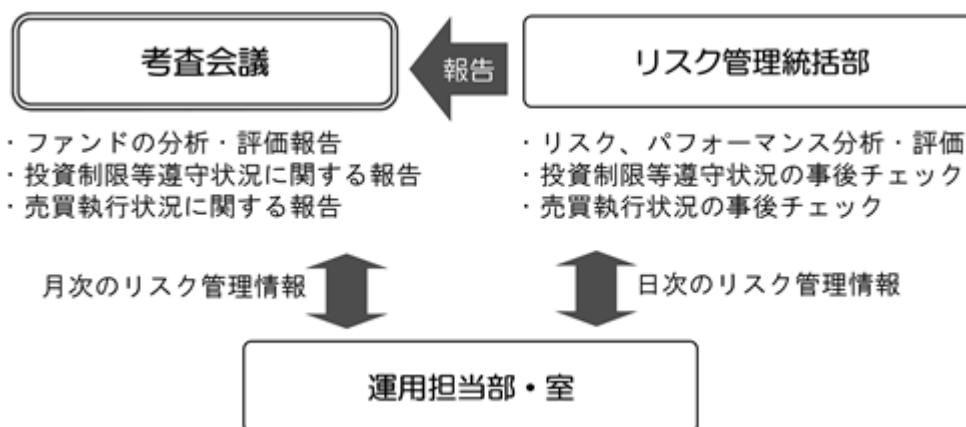 考査会議
報告
リスク管理統括部
・ファンドの分析・評価報告
・投資制限等遵守状況に関する報告
・売買執行状況に関する報告
・リスク、パフォーマンス分析・評価
・投資制限等遵守状況の事後チェック
・売買執行状況の事後チェック
月次のリスク管理情報
日次のリスク管理情報
運用担当部・室